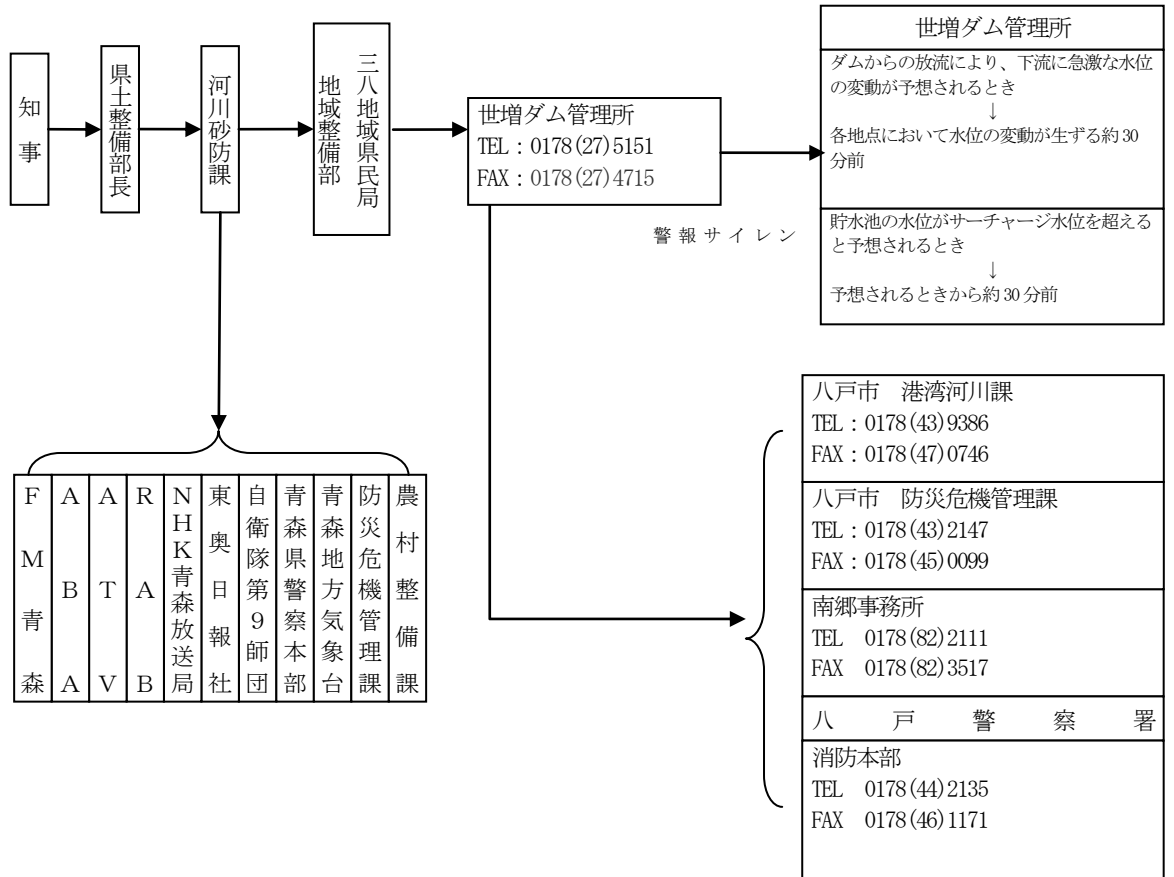 知事
県土整備部長
河川砂防課
三八地域県民局
地域整備部
世増ダム管理所
TEL：0178(27)5151
FAX：0178(27)4715
警報サイレン
世増ダム管理所
ダムからの放流により、下流に急激な水位
の変動が予想されるとき
↓
各地点において水位の変動が生ずる約30
分前
貯水池の水位がサーチャージ水位を超える
と予想されるとき
↓
予想されるときから約30分前
FM青森
ABA
ATV
RAB
NHK青森放送局
東奥日報社
自衛隊第9師団
青森県警察本部
青森地方気象台
防災危機管理課
農村整備課
八戸市　港湾河川課
TEL：0178(43)9386
FAX：0178(47)0746
八戸市　防災危機管理課
TEL：0178(43)2147
FAX：0178(45)0099
南郷事務所
TEL　0178(82)2111
FAX　0178(82)3517
八戸警察署
消防本部
TEL　0178(44)2135
FAX　0178(46)1171